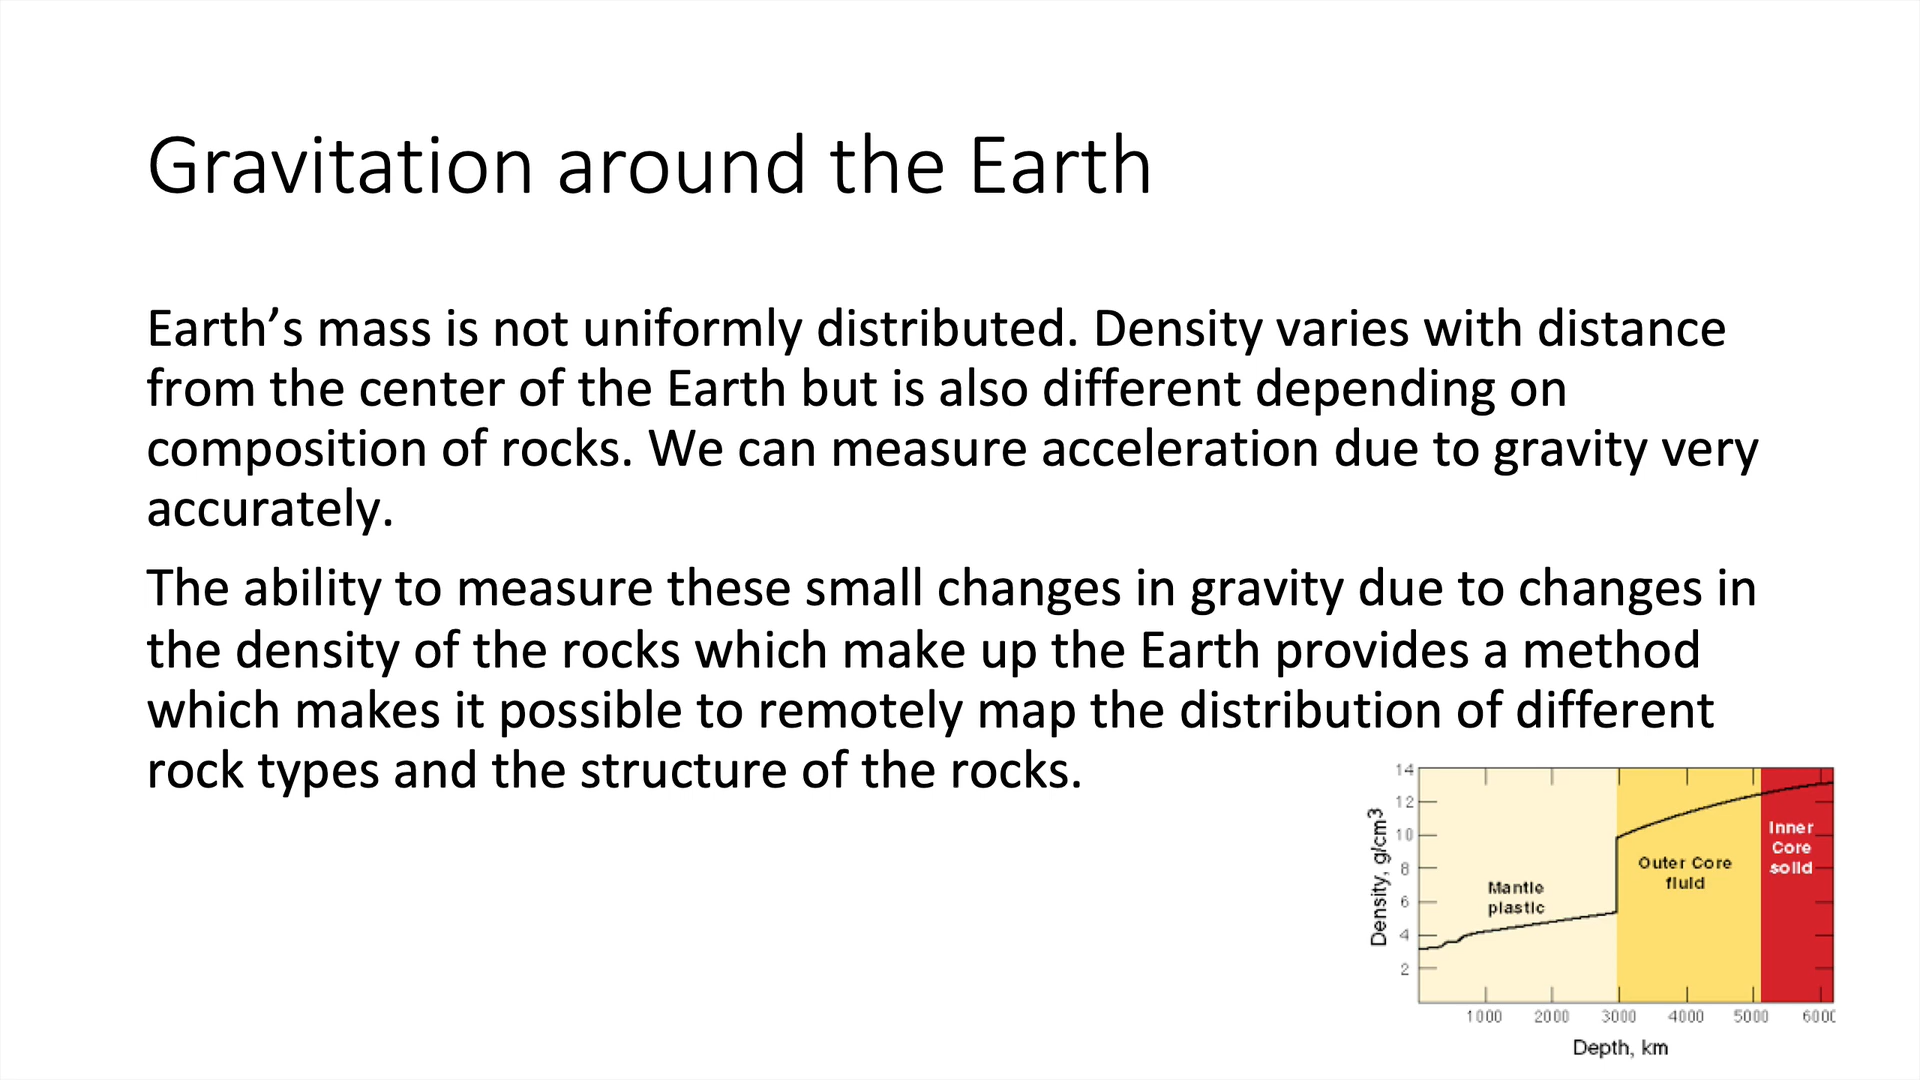 Gravitation around the Earth
Earth’s mass is not uniformly distributed. Density varies with distance
from the center of the Earth but is also different depending on
composition of rocks. We can measure acceleration due to gravity very
accurately.
The ability to measure these small changes in gravity due to changes in
the density of the rocks which make up the Earth provides a method
which makes it possible to remotely map the distribution of different
rock types and the structure of the rocks.
14
12
10
8
6
4
2
Density, g/cm3
Mantle
plastic
Outer Core
fluid
Inner
Core
solid
1000 2000 3000 4000 5000 6000
Depth, km